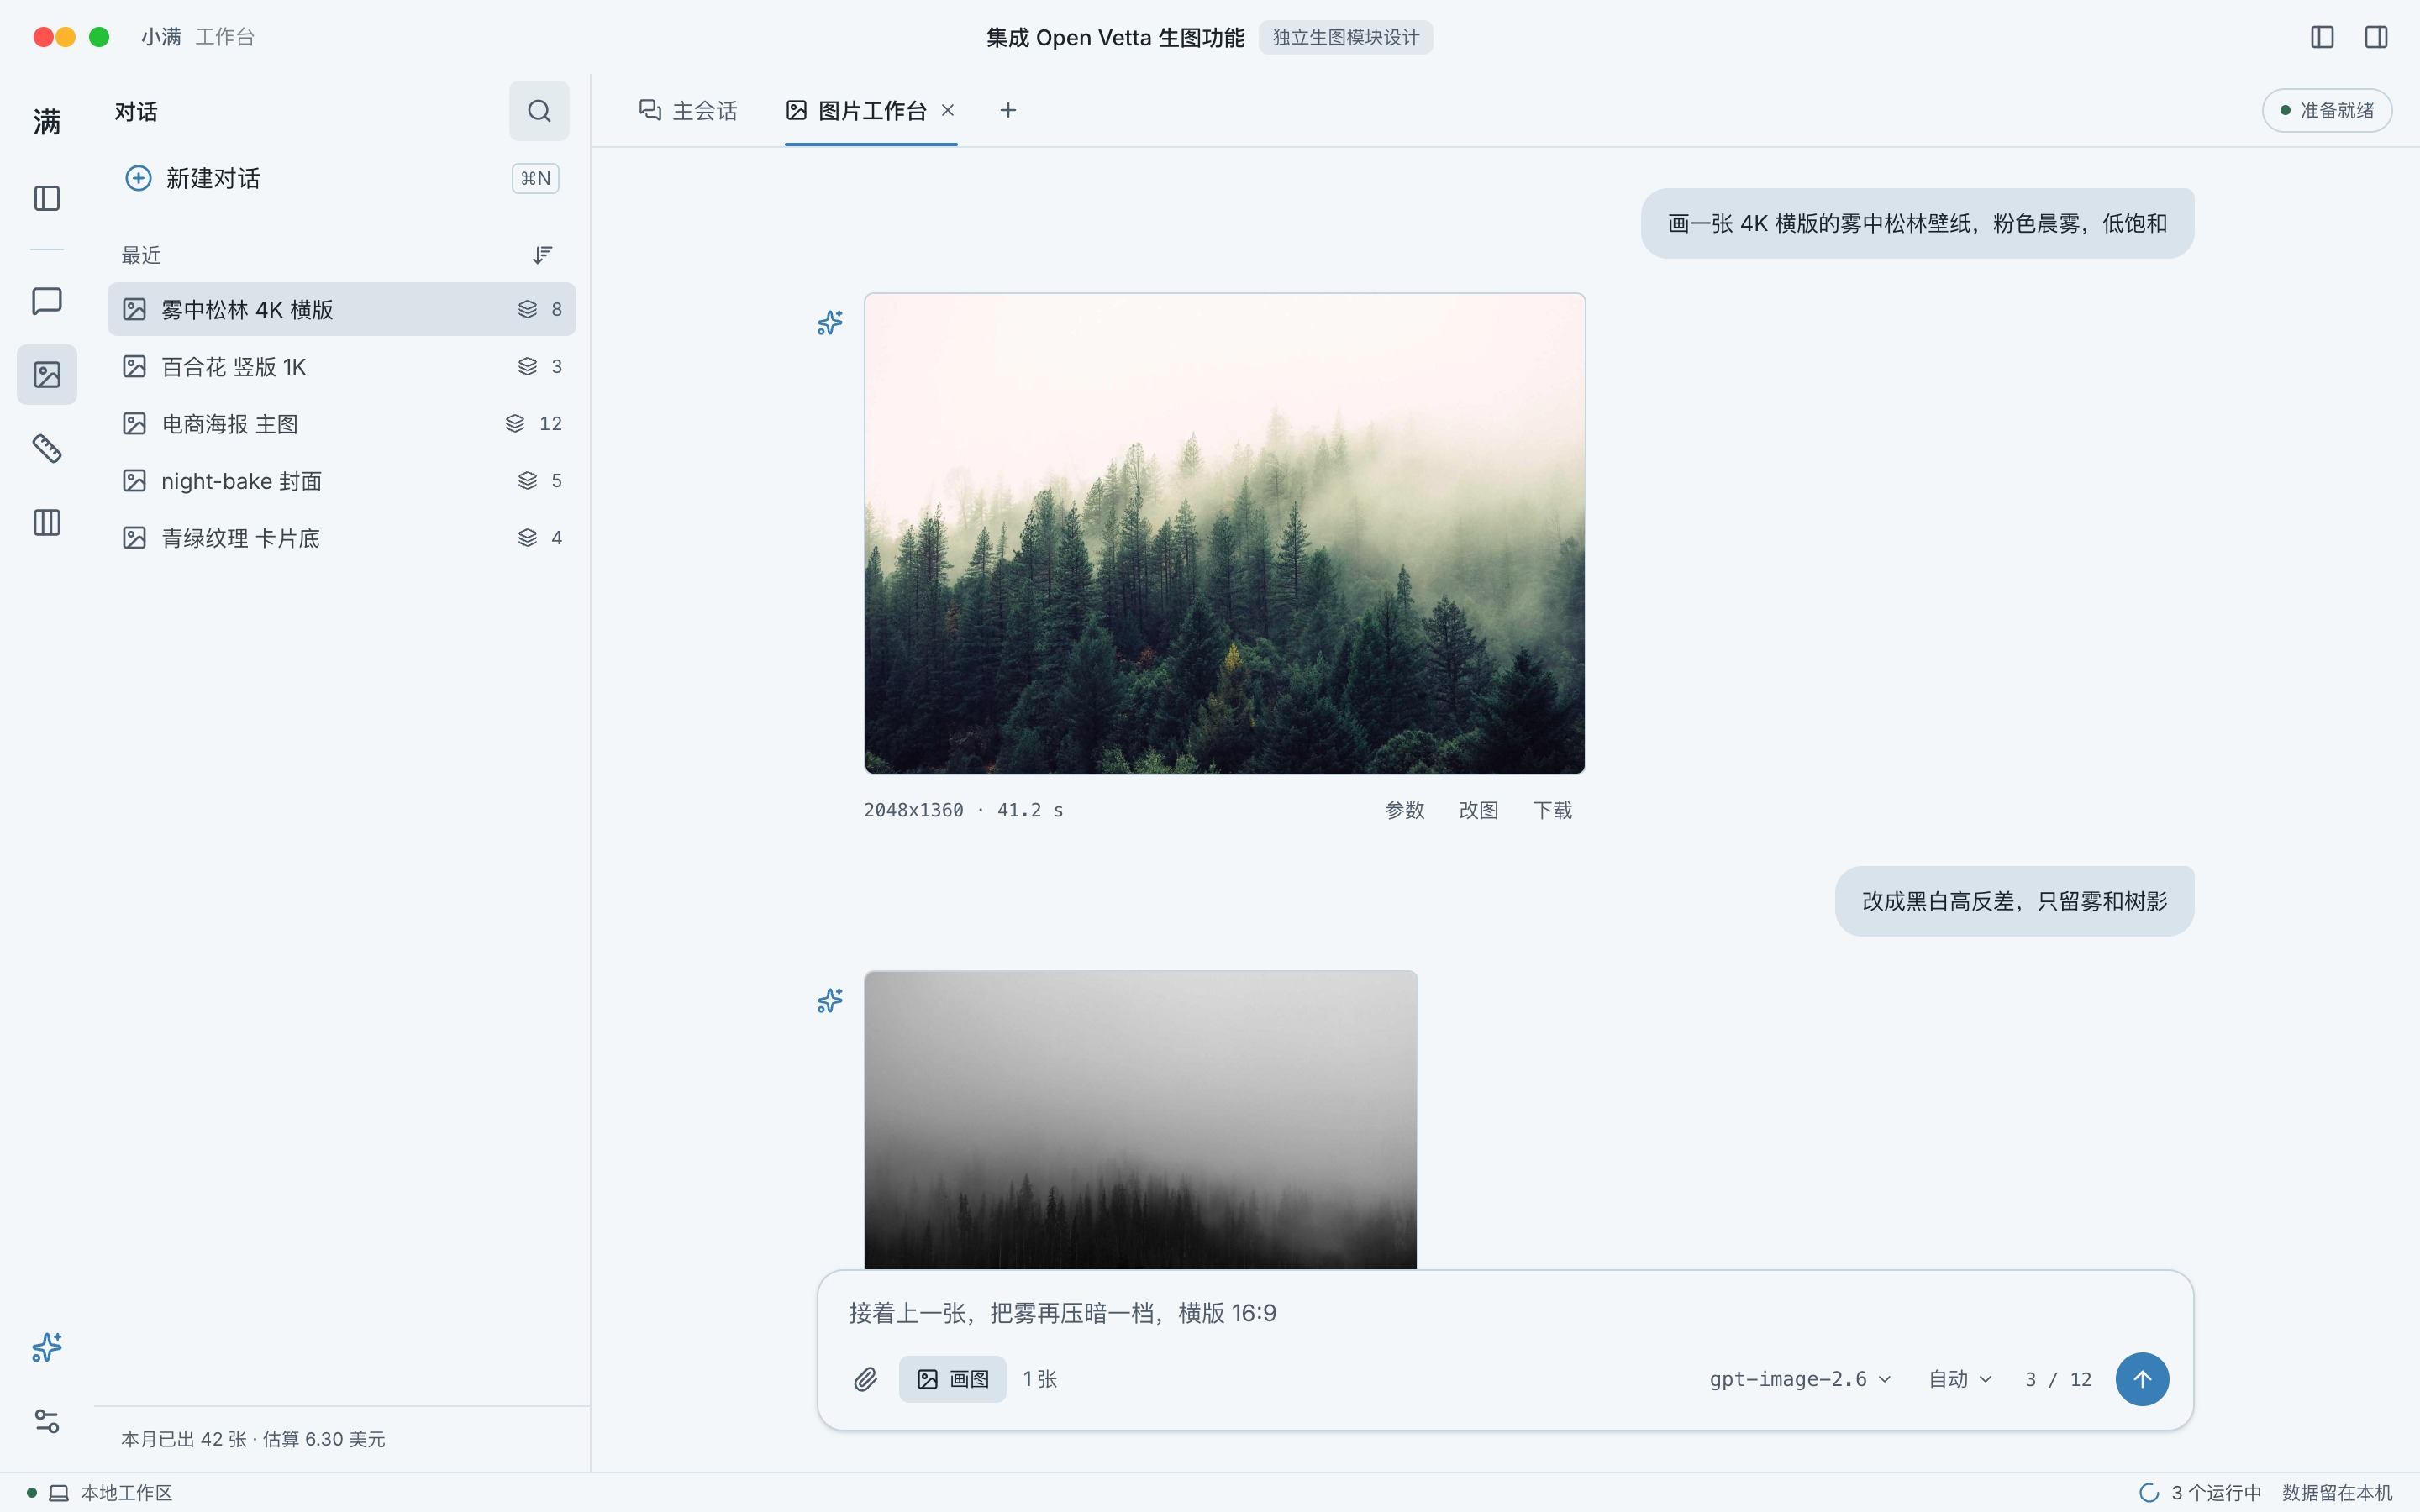 小满 工作台
集成 Open Vetta 生图功能 独立生图模块设计
满
对话
新建对话 ⌘N
最近
雾中松林 4K 横版 8
百合花 竖版 1K 3
电商海报 主图 12
night-bake 封面 5
青绿纹理 卡片底 4
本月已出 42 张 · 估算 6.30 美元
主会话 图片工作台
准备就绪
画一张 4K 横版的雾中松林壁纸，粉色晨雾，低饱和
2048x1360 · 41.2 s 参数 改图 下载
改成黑白高反差，只留雾和树影
接着上一张，把雾再压暗一档，横版 16:9
画图 1 张 gpt-image-2.6 自动 3 / 12
本地工作区 3 个运行中 数据留在本机